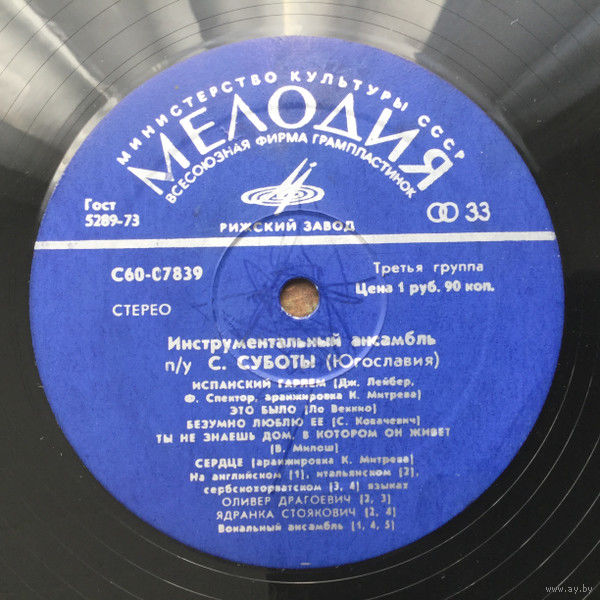 МИНИСТЕРСТВО КУЛЬТУРЫ СССР
МЕЛОДИЯ
ВСЕСОЮЗНАЯ ФИРМА ГРАМПЛАСТИНОК
Гост
5289-73
33
РИЖСКИЙ ЗАВОД
С60-07839
Третья группа
Цена 1 руб. 90 коп.
СТЕРЕО
Инструментальный ансамбль
п/у С. СУБОТЫ (Югославия)
ИСПАНСКИЙ ГАРЛЕМ (Дж. Лейбер,
Ф. Спектор, аранжировка К. Митрева)
ЭТО БЫЛО (Ло Веккио)
БЕЗУМНО ЛЮБЛЮ ЕЕ (С. Ковачевич)
ТЫ НЕ ЗНАЕШЬ ДОМ, В КОТОРОМ ОН ЖИВЕТ
(В. Милош)
СЕРДЦЕ (аранжировка К. Митрева)
На английском (1), итальянском (2),
сербскохорватском (3, 4) языках
ОЛИВЕР ДРАГОЕВИЧ (2, 3)
ЯДРАНКА СТОЯКОВИЧ (2, 4)
Вокальный ансамбль (1, 4, 5)
www.ay.by